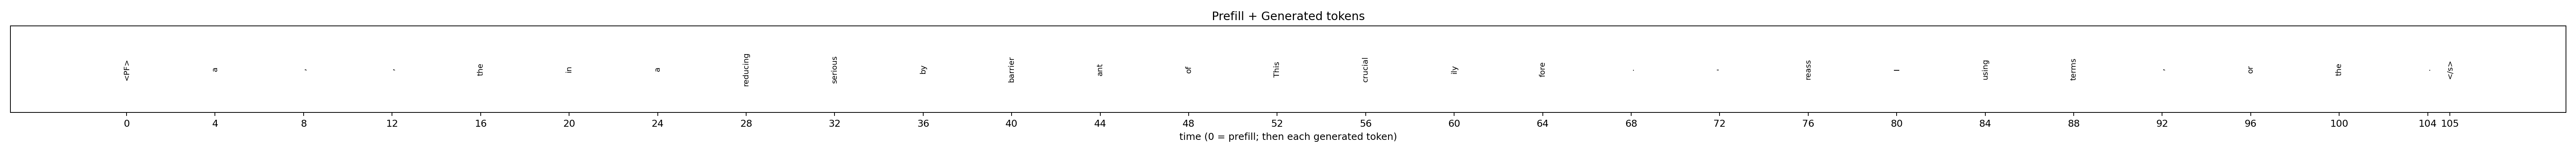 Prefill + Generated tokens
<PF> a - - the in a reducing serious by barrier ant of This crucial ily fore . - reass I using terms - or the . </s>
0 4 8 12 16 20 24 28 32 36 40 44 48 52 56 60 64 68 72 76 80 84 88 92 96 100 104 105
time (0 = prefill; then each generated token)